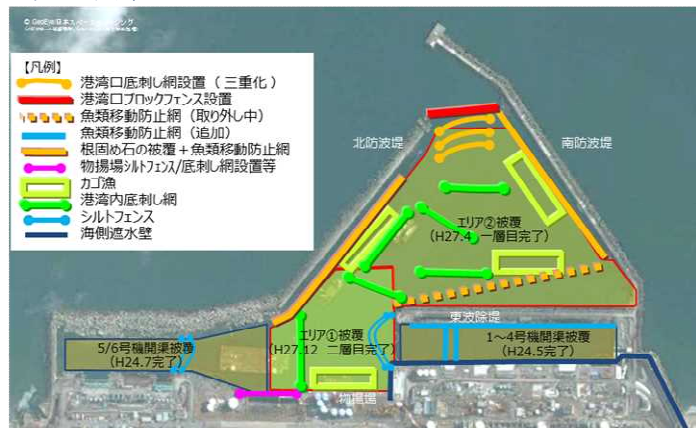 © GeoEye/日本スペースイメージング
【凡例】
港湾口底刺し網設置（三重化）
港湾口ブロックフェンス設置
魚類移動防止網（取り外し中）
魚類移動防止網（追加）
根固め石の被覆＋魚類移動防止網
物揚場シルトフェンス/底刺し網設置等
カゴ漁
港湾内底刺し網
シルトフェンス
海側遮水壁
北防波堤
南防波堤
エリア②被覆
（H27.4　一層目完了）
東波除堤
5/6号機開渠被覆
（H24.7完了）
エリア①被覆
（H27.12　二層目完了）
1～4号機開渠被覆
（H24.5完了）
物揚場